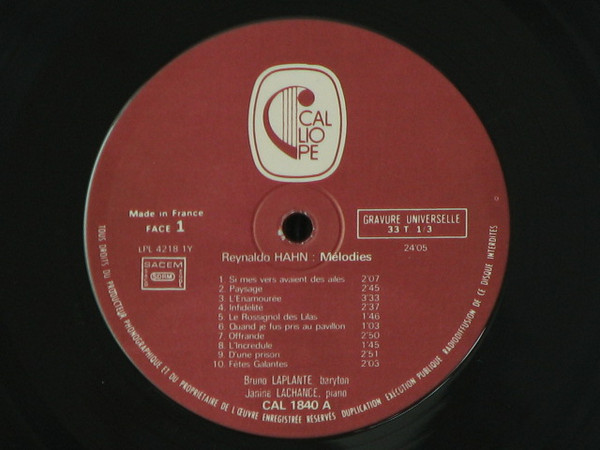 CAL
LIO
PE
Made in France
FACE 1
LPL 4218 1Y
SACEM
SDRM
GRAVURE UNIVERSELLE
33 T 1/3
24'05
Reynaldo HAHN : Mélodies
1. Si mes vers avaient des ailes 2'07
2. Paysage 2'45
3. L'Enamourée 3'33
4. Infidélité 2'37
5. Le Rossignol des Lilas 1'46
6. Quand je fus pris au pavillon 1'03
7. Offrande 2'50
8. L'Incredule 1'45
9. D'une prison 2'51
10. Fêtes Galantes 2'03
Bruno LAPLANTE baryton
Janine LACHANCE, piano
CAL 1840 A
TOUS DROITS DU PRODUCTEUR PHONOGRAPHIQUE ET DU PROPRIETAIRE DE L'ŒUVRE ENREGISTRÉE RÉSERVÉS DUPLICATION EXECUTION PUBLIQUE RADIODIFFUSION DE CE DISQUE INTERDITES